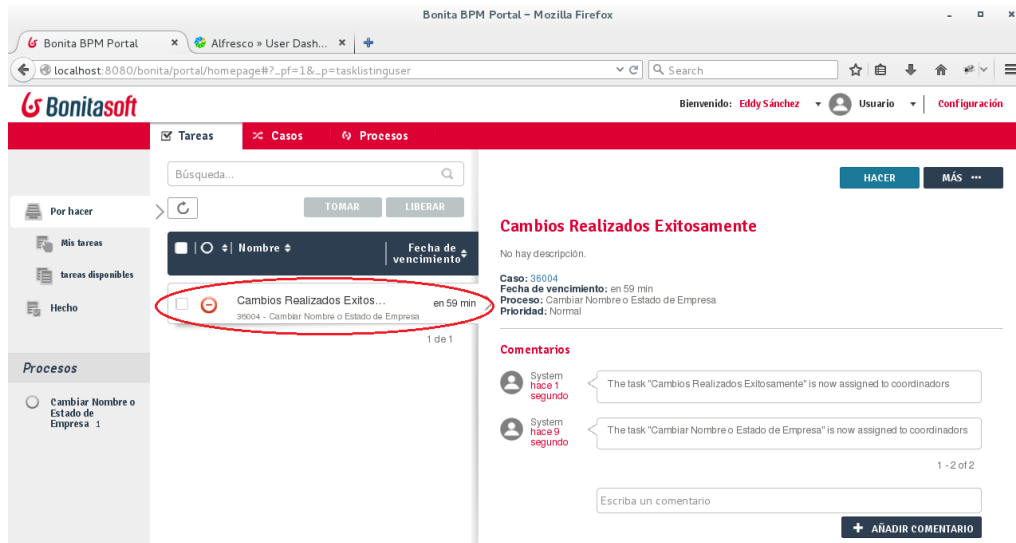 Bonita BPM Portal - Mozilla Firefox
Bonita BPM Portal
Alfresco » User Dash...
localhost:8080/bonita/portal/homepage#?_pf=1&_p=tasklistinguser
Search
Bonitasoft
Bienvenido: Eddy Sánchez
Usuario
Configuración
Tareas
Casos
Procesos
Por hacer
Mis tareas
tareas disponibles
Hecho
Procesos
Cambiar Nombre o
Estado de
Empresa 1
Búsqueda...
TOMAR
LIBERAR
Nombre
Fecha de
vencimiento
Cambios Realizados Exitos...
en 59 min
36004 - Cambiar Nombre o Estado de Empresa
1 de 1
HACER
MÁS ...
Cambios Realizados Exitosamente
No hay descripción.
Caso: 36004
Fecha de vencimiento: en 59 min
Proceso: Cambiar Nombre o Estado de Empresa
Prioridad: Normal
Comentarios
System
hace 1
segundo
The task "Cambios Realizados Exitosamente" is now assigned to coordinadors
System
hace 9
segundo
The task "Cambiar Nombre o Estado de Empresa" is now assigned to coordinadors
1 - 2 of 2
Escriba un comentario
+ AÑADIR COMENTARIO